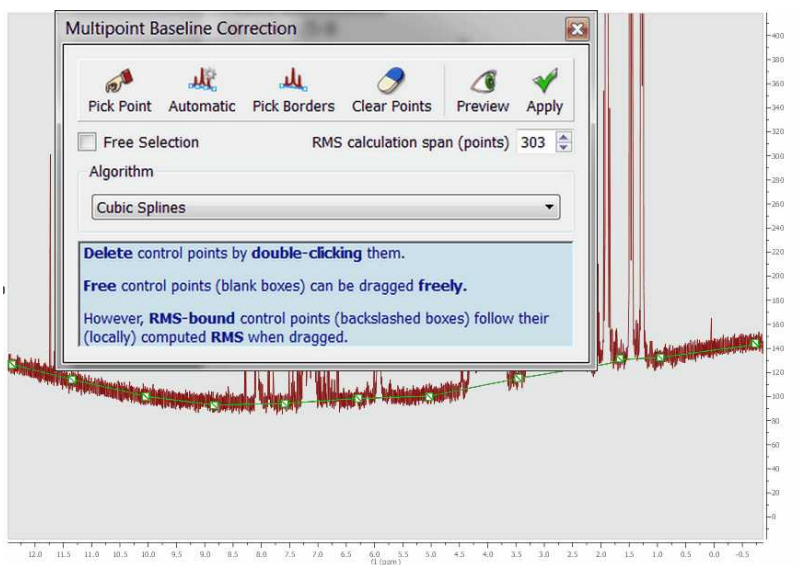 Multipoint Baseline Correction
Pick Point Automatic Pick Borders Clear Points Preview Apply
Free Selection RMS calculation span (points) 303
Algorithm
Cubic Splines
Delete control points by double-clicking them.
Free control points (blank boxes) can be dragged freely.
However, RMS-bound control points (backslashed boxes) follow their
(locally) computed RMS when dragged.
400
380
360
340
320
300
280
260
240
220
200
180
160
140
120
100
80
60
40
20
0
12.0 11.5 11.0 10.5 10.0 9.5 9.0 8.5 8.0 7.5 7.0 6.5 6.0 5.5 5.0 4.5 4.0 3.5 3.0 2.5 2.0 1.5 1.0 0.5 0.0 -0.5
f1 (ppm)